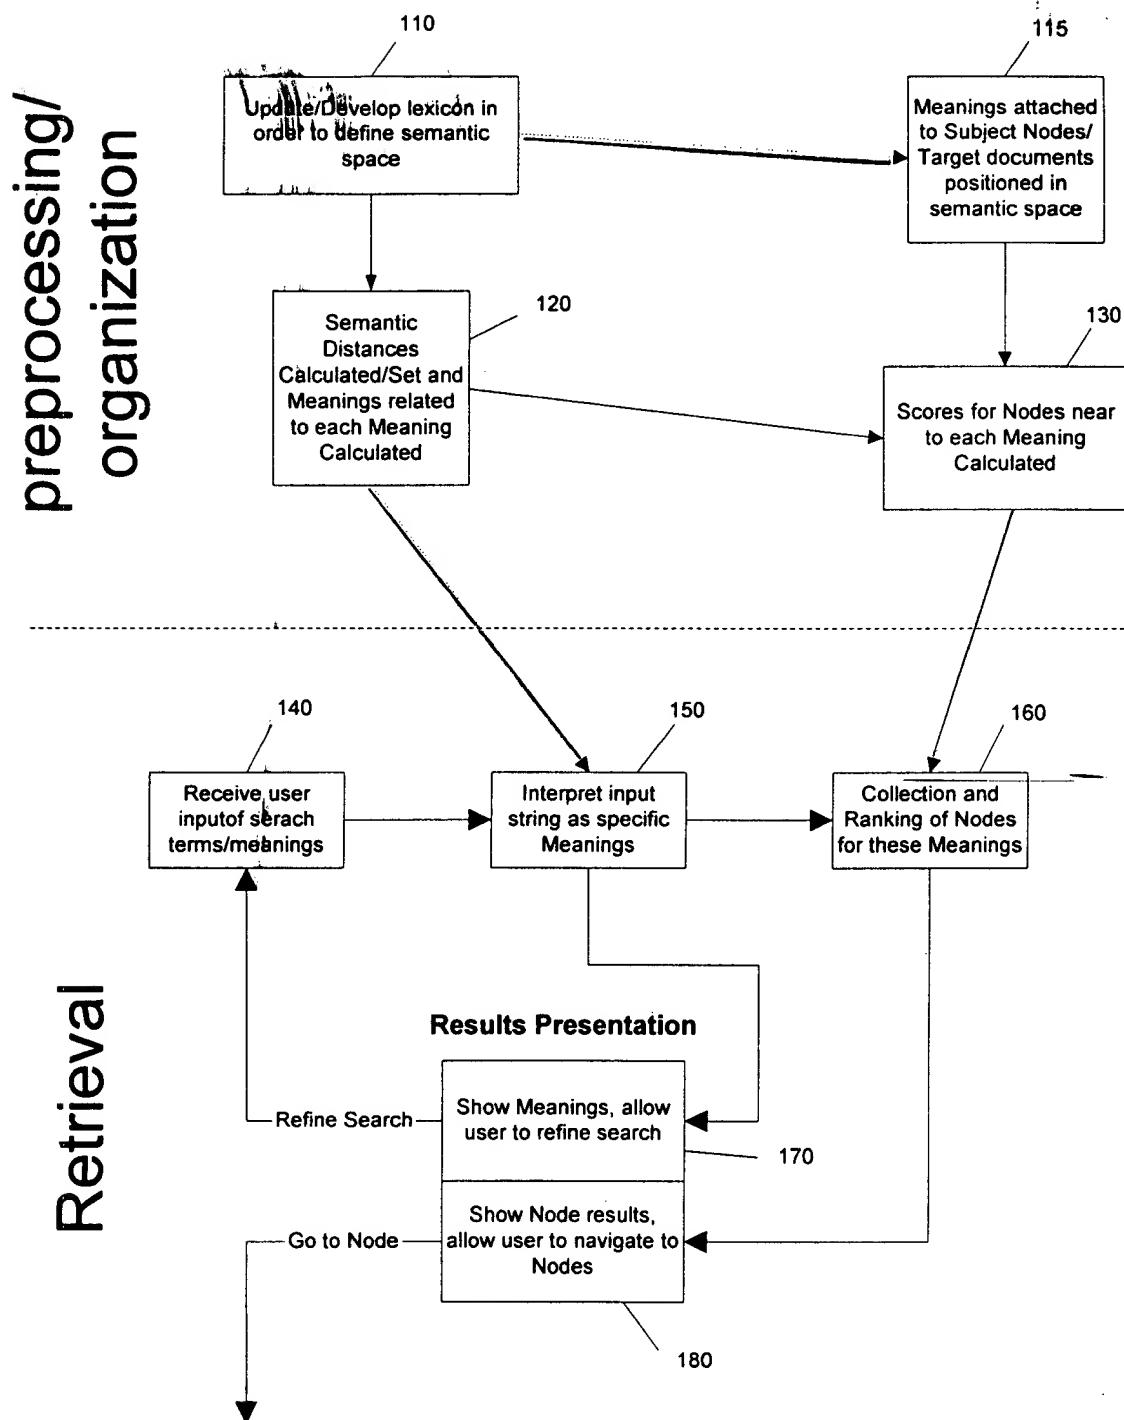 preprocessing/
organization
110
Update/Develop lexicon in
order to define semantic
space
115
Meanings attached
to Subject Nodes/
Target documents
positioned in
semantic space
120
Semantic
Distances
Calculated/Set and
Meanings related
to each Meaning
Calculated
130
Scores for Nodes near
to each Meaning
Calculated
Retrieval
140
Receive user
inputof serach
terms/meanings
150
Interpret input
string as specific
Meanings
160
Collection and
Ranking of Nodes
for these Meanings
Results Presentation
Refine Search
Show Meanings, allow
user to refine search
170
Go to Node
Show Node results,
allow user to navigate to
Nodes
180